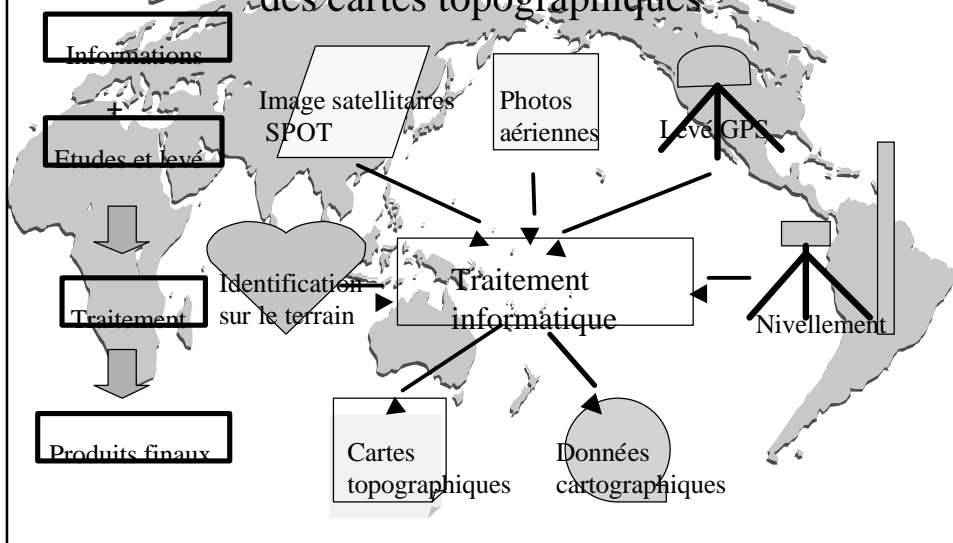 des cartes topographiques
Informations
+
Etudes et levé
Traitement
Produits finaux
Image satellitaires
SPOT
Photos
aériennes
Levé GPS
Identification
sur le terrain
Traitement
informatique
Nivellement
Cartes
topographiques
Données
cartographiques